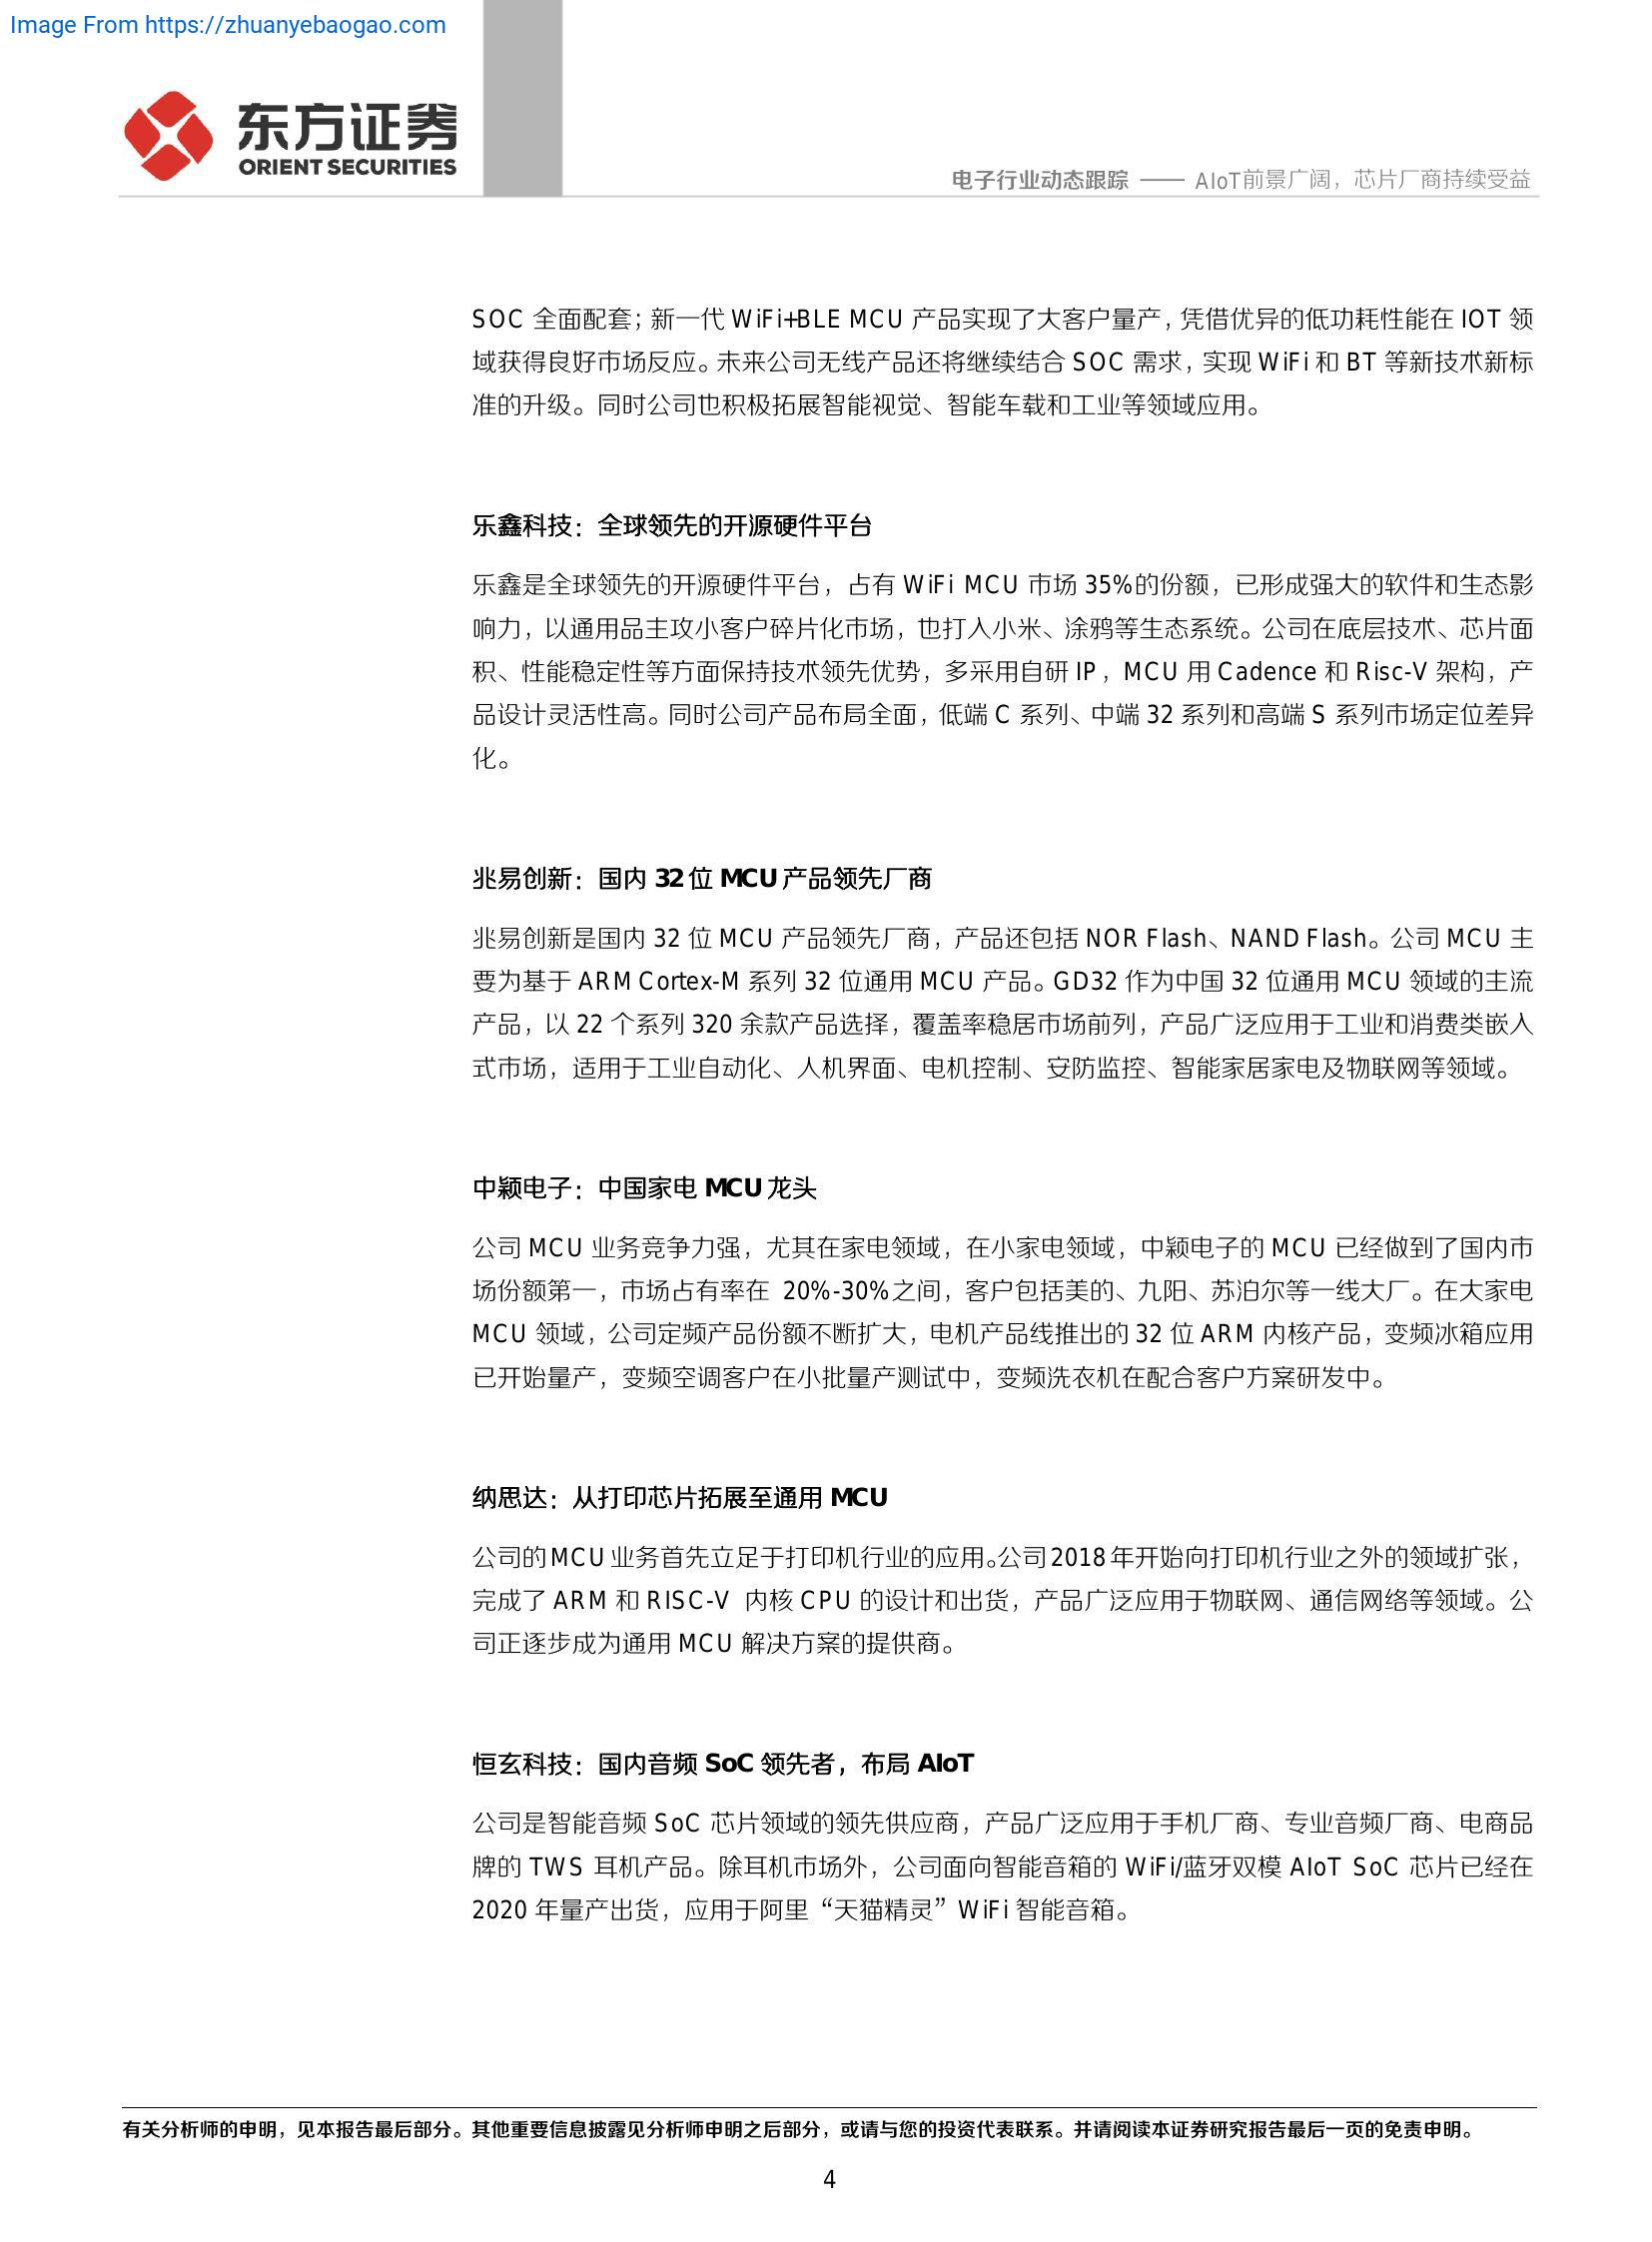 Image From https://zhuanyebaogao.com
东方证券
ORIENT SECURITIES
电子行业动态跟踪 —— AIoT前景广阔，芯片厂商持续受益
SOC 全面配套；新一代 WiFi+BLE MCU 产品实现了大客户量产，凭借优异的低功耗性能在 IOT 领
域获得良好市场反应。未来公司无线产品还将继续结合 SOC 需求，实现 WiFi 和 BT 等新技术新标
准的升级。同时公司也积极拓展智能视觉、智能车载和工业等领域应用。
乐鑫科技：全球领先的开源硬件平台
乐鑫是全球领先的开源硬件平台，占有 WiFi MCU 市场 35%的份额，已形成强大的软件和生态影
响力，以通用品主攻小客户碎片化市场，也打入小米、涂鸦等生态系统。公司在底层技术、芯片面
积、性能稳定性等方面保持技术领先优势，多采用自研 IP，MCU 用 Cadence 和 Risc-V 架构，产
品设计灵活性高。同时公司产品布局全面，低端 C 系列、中端 32 系列和高端 S 系列市场定位差异
化。
兆易创新：国内 32 位 MCU 产品领先厂商
兆易创新是国内 32 位 MCU 产品领先厂商，产品还包括 NOR Flash、NAND Flash。公司 MCU 主
要为基于 ARM Cortex-M 系列 32 位通用 MCU 产品。GD32 作为中国 32 位通用 MCU 领域的主流
产品，以 22 个系列 320 余款产品选择，覆盖率稳居市场前列，产品广泛应用于工业和消费类嵌入
式市场，适用于工业自动化、人机界面、电机控制、安防监控、智能家居家电及物联网等领域。
中颖电子：中国家电 MCU 龙头
公司 MCU 业务竞争力强，尤其在家电领域，在小家电领域，中颖电子的 MCU 已经做到了国内市
场份额第一，市场占有率在 20%-30%之间，客户包括美的、九阳、苏泊尔等一线大厂。在大家电
MCU 领域，公司定频产品份额不断扩大，电机产品线推出的 32 位 ARM 内核产品，变频冰箱应用
已开始量产，变频空调客户在小批量产测试中，变频洗衣机在配合客户方案研发中。
纳思达：从打印芯片拓展至通用 MCU
公司的 MCU 业务首先立足于打印机行业的应用。公司 2018 年开始向打印机行业之外的领域扩张，
完成了 ARM 和 RISC-V 内核 CPU 的设计和出货，产品广泛应用于物联网、通信网络等领域。公
司正逐步成为通用 MCU 解决方案的提供商。
恒玄科技：国内音频 SoC 领先者，布局 AIoT
公司是智能音频 SoC 芯片领域的领先供应商，产品广泛应用于手机厂商、专业音频厂商、电商品
牌的 TWS 耳机产品。除耳机市场外，公司面向智能音箱的 WiFi/蓝牙双模 AIoT SoC 芯片已经在
2020 年量产出货，应用于阿里“天猫精灵”WiFi 智能音箱。
有关分析师的申明，见本报告最后部分。其他重要信息披露见分析师申明之后部分，或请与您的投资代表联系。并请阅读本证券研究报告最后一页的免责申明。
4